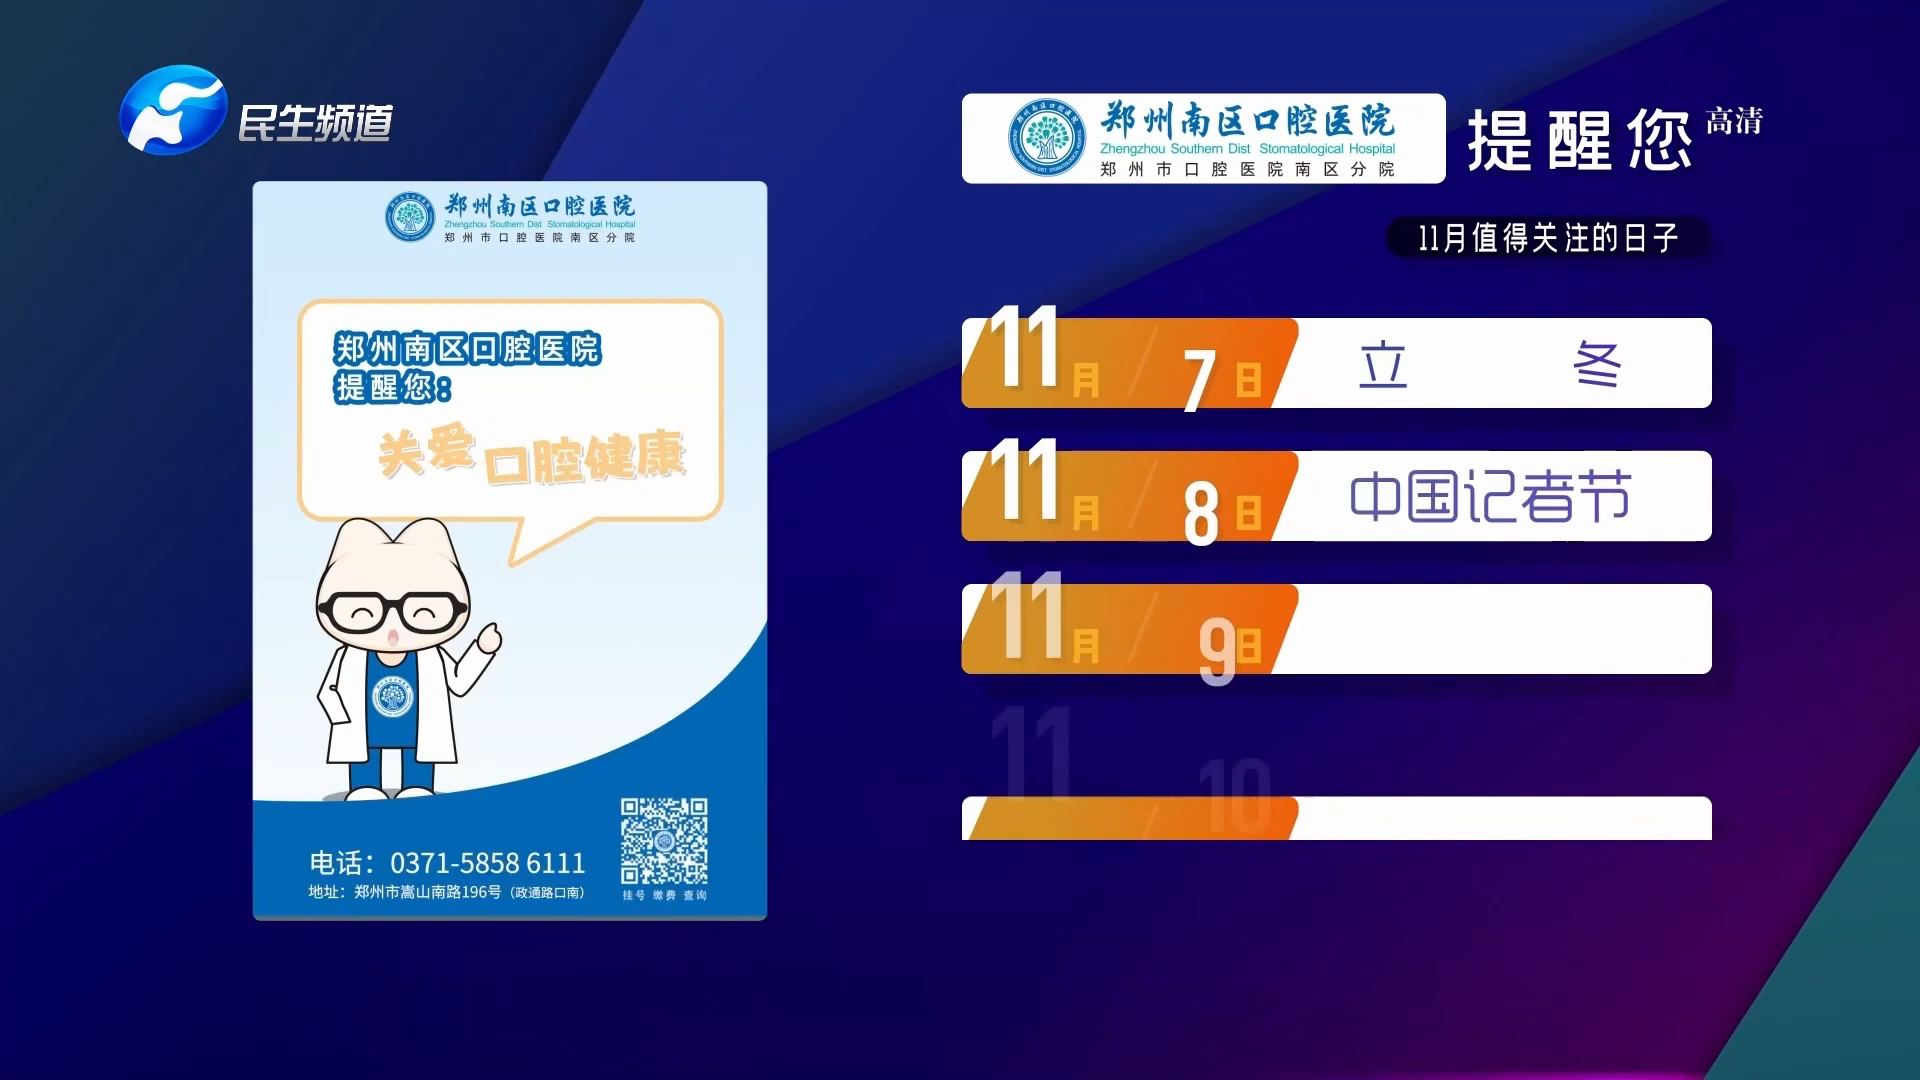 民生频道
郑州南区口腔医院
Zhengzhou Southern Dist Stomatological Hospital
郑州市口腔医院南区分院
提醒您
高清
11月值得关注的日子
郑州南区口腔医院
Zhengzhou Southern Dist Stomatological Hospital
郑州市口腔医院南区分院
郑州南区口腔医院
提醒您：
关爱口腔健康
电话：0371-5858 6111
地址：郑州市嵩山南路196号（政通路口南）
挂号 缴费 查询
11月/7日 立冬
11月/8日 中国记者节
11月/9日
11 10